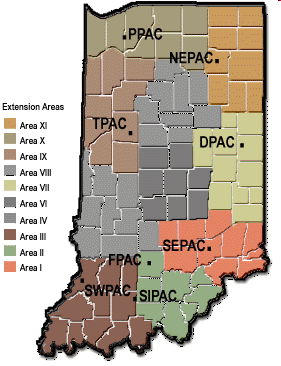 PPAC
NEPAC
Extension Areas
Area XI
Area X
Area IX
Area VIII
Area VII
Area VI
Area IV
Area III
Area II
Area I
TPAC
DPAC
SEPAC
FPAC
SWPAC
SIPAC